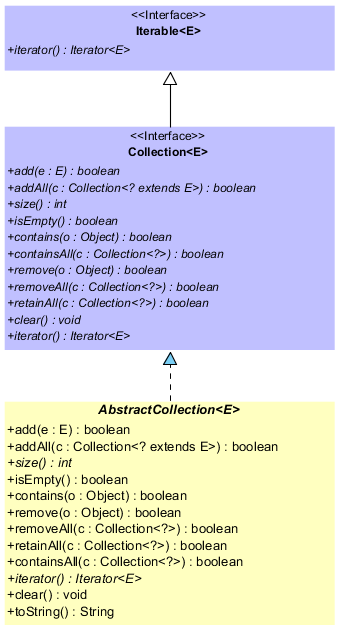 <<Interface>>
Iterable<E>
+iterator() : Iterator<E>
<<Interface>>
Collection<E>
+add(e : E) : boolean
+addAll(c : Collection<? extends E>) : boolean
+size() : int
+isEmpty() : boolean
+contains(o : Object) : boolean
+containsAll(c : Collection<?>) : boolean
+remove(o : Object) : boolean
+removeAll(c : Collection<?>) : boolean
+retainAll(c : Collection<?>) : boolean
+clear() : void
+iterator() : Iterator<E>
AbstractCollection<E>
+add(e : E) : boolean
+addAll(c : Collection<? extends E>) : boolean
+size() : int
+isEmpty() : boolean
+contains(o : Object) : boolean
+remove(o : Object) : boolean
+removeAll(c : Collection<?>) : boolean
+retainAll(c : Collection<?>) : boolean
+containsAll(c : Collection<?>) : boolean
+iterator() : Iterator<E>
+clear() : void
+toString() : String